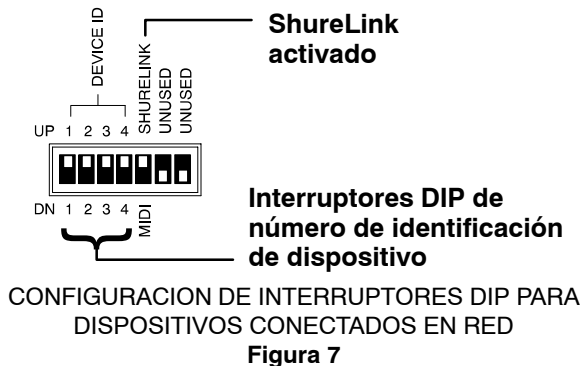 ShureLink
activado
DEVICE ID
SHURELINK
UNUSED
UNUSED
UP 1 2 3 4
DN 1 2 3 4
MIDI
Interruptores DIP de
número de identificación
de dispositivo
CONFIGURACION DE INTERRUPTORES DIP PARA
DISPOSITIVOS CONECTADOS EN RED
Figura 7